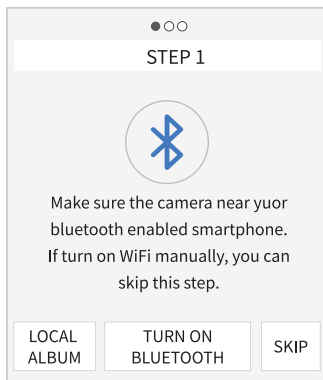 STEP 1
Make sure the camera near yuor
bluetooth enabled smartphone.
If turn on WiFi manually, you can
skip this step.
LOCAL
ALBUM
TURN ON
BLUETOOTH
SKIP